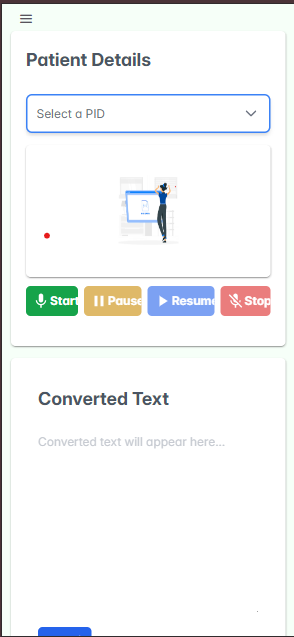 Patient Details
Select a PID
Start Pause Resume Stop
Converted Text
Converted text will appear here...